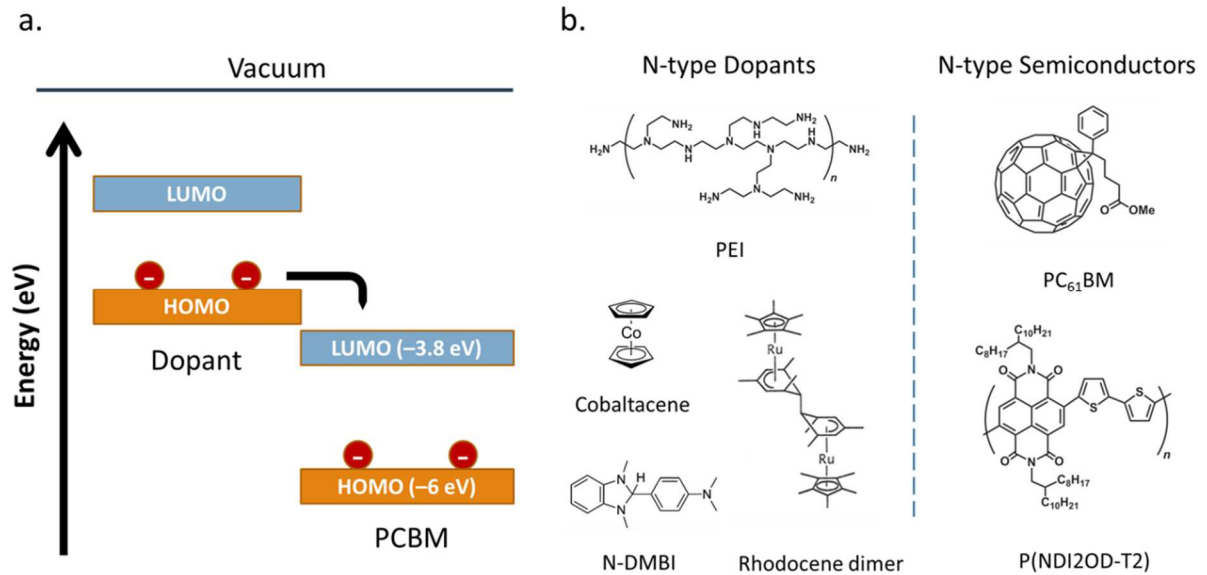 a.
Vacuum
Energy (eV)
LUMO
- -
HOMO
Dopant
LUMO (–3.8 eV)
- -
HOMO (–6 eV)
PCBM
b.
N-type Dopants
N-type Semiconductors
NH₂
NH₂
N
H
H
N
H₂N
N
N
N
NH₂
N
H
N
N
NH₂
NH₂
n
PEI
OMe
O
PC₆₁BM
Co
Cobaltacene
Ru
Ru
Rhodocene dimer
N
H
N
N
N-DMBI
C₁₀H₂₁
C₈H₁₇
O N O
S
S
n
O N O
C₈H₁₇
C₁₀H₂₁
P(NDI2OD-T2)